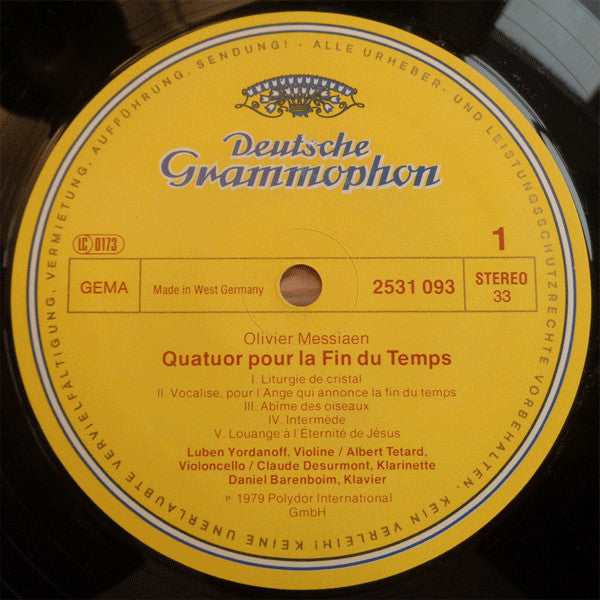 ALLE URHEBER- UND LEISTUNGSSCHUTZRECHTE VORBEHALTEN. KEIN VERLEIH! KEINE UNERLAUBTE VERVIELFÄLTIGUNG, VERMIETUNG, AUFFÜHRUNG, SENDUNG! ·
Deutsche
Grammophon
LC 0173
1
GEMA
Made in West Germany
2531 093
STEREO
33
Olivier Messiaen
Quatuor pour la Fin du Temps
I. Liturgie de cristal
II. Vocalise, pour l'Ange qui annonce la fin du temps
III. Abîme des oiseaux
IV. Intermède
V. Louange à l'Éternité de Jésus
Luben Yordanoff, Violine / Albert Tetard,
Violoncello / Claude Desurmont, Klarinette
Daniel Barenboim, Klavier
℗ 1979 Polydor International
GmbH